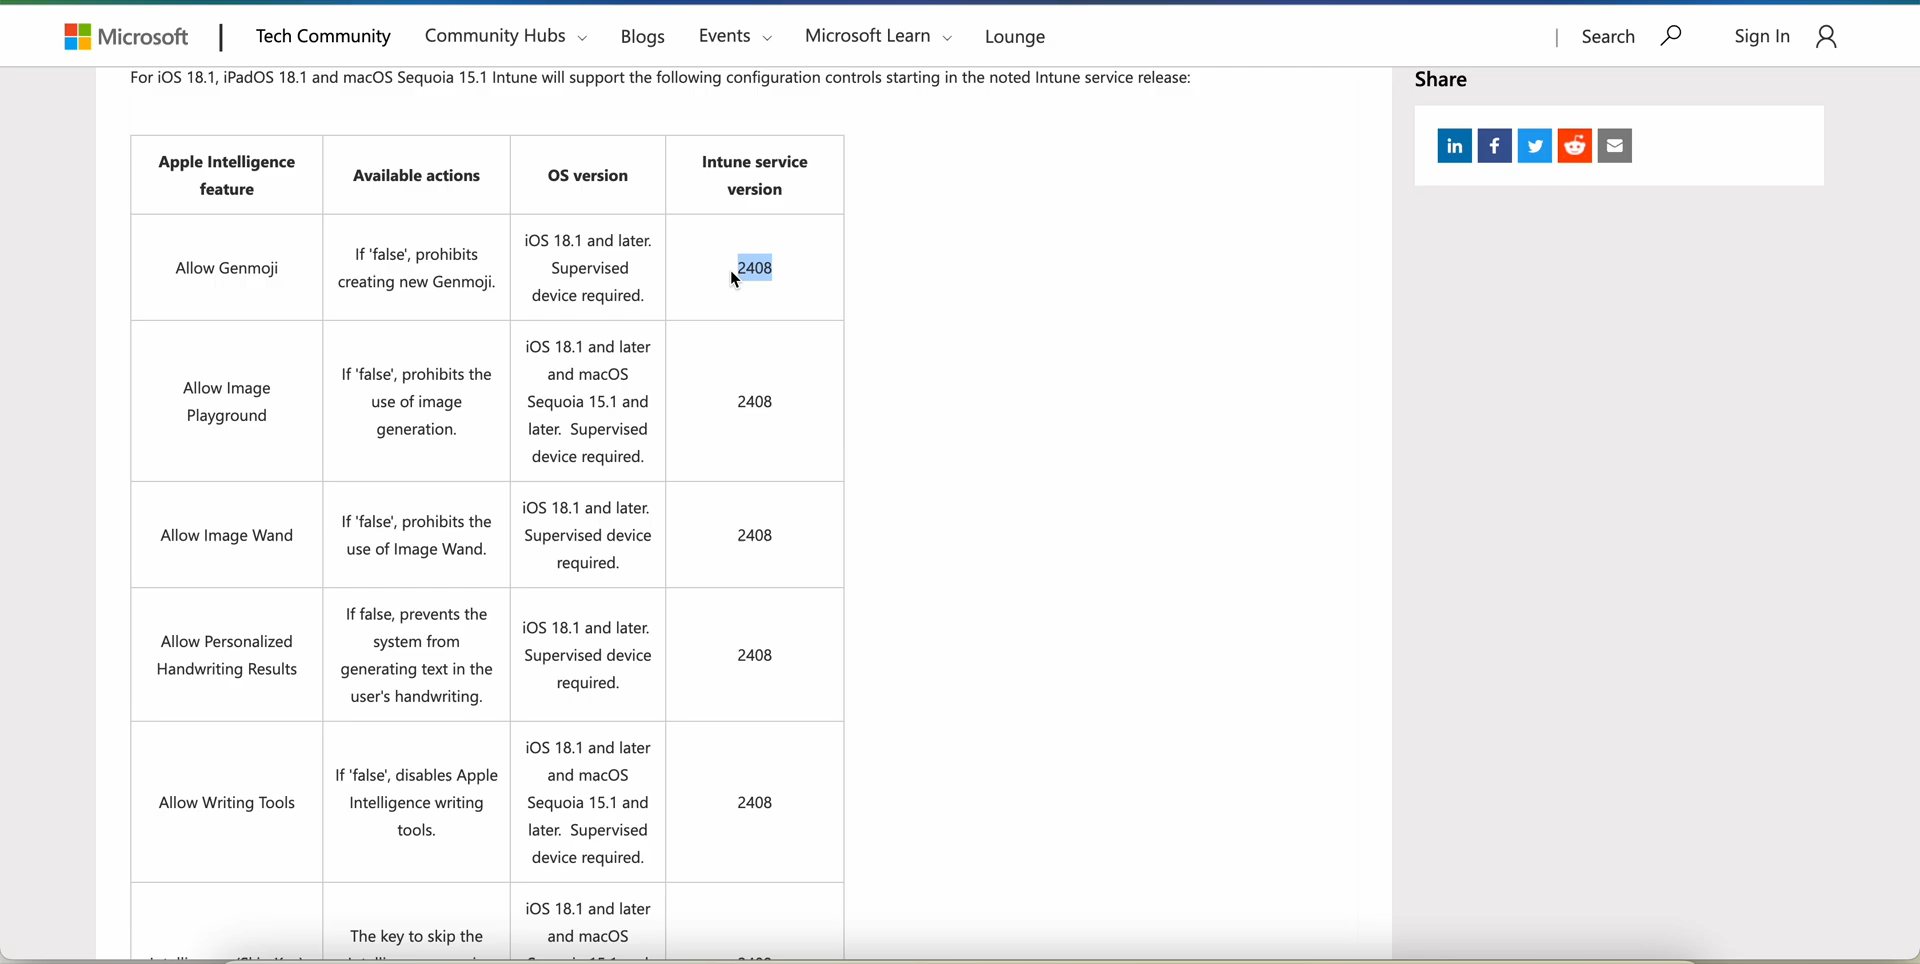 Microsoft | Tech Community Community Hubs Blogs Events Microsoft Learn Lounge | Search Sign In
For iOS 18.1, iPadOS 18.1 and macOS Sequoia 15.1 Intune will support the following configuration controls starting in the noted Intune service release:
Share
in f
Apple Intelligence
feature
Available actions
OS version
Intune service
version
Allow Genmoji
If 'false', prohibits
creating new Genmoji.
iOS 18.1 and later.
Supervised
device required.
2408
Allow Image
Playground
If 'false', prohibits the
use of image
generation.
iOS 18.1 and later
and macOS
Sequoia 15.1 and
later. Supervised
device required.
2408
Allow Image Wand
If 'false', prohibits the
use of Image Wand.
iOS 18.1 and later.
Supervised device
required.
2408
Allow Personalized
Handwriting Results
If false, prevents the
system from
generating text in the
user's handwriting.
iOS 18.1 and later.
Supervised device
required.
2408
Allow Writing Tools
If 'false', disables Apple
Intelligence writing
tools.
iOS 18.1 and later
and macOS
Sequoia 15.1 and
later. Supervised
device required.
2408
The key to skip the
iOS 18.1 and later
and macOS